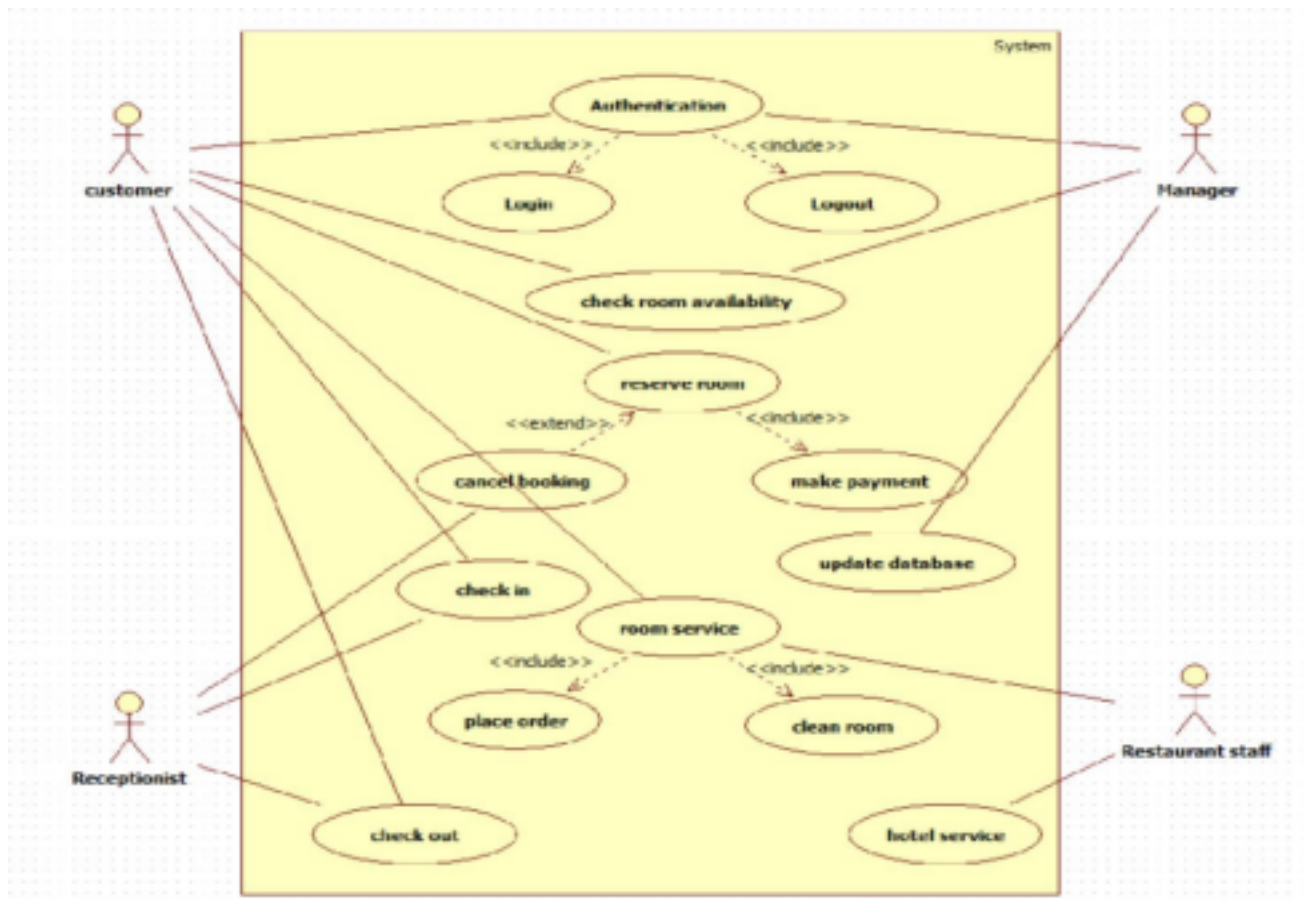 System
Authentication
<<include>>
<<include>>
customer
Login
Logout
Manager
check room availability
reserve room
<<extend>>
<<include>>
cancel booking
make payment
update database
check in
room service
<<include>>
<<include>>
place order
clean room
Receptionist
Restaurant staff
check out
hotel service